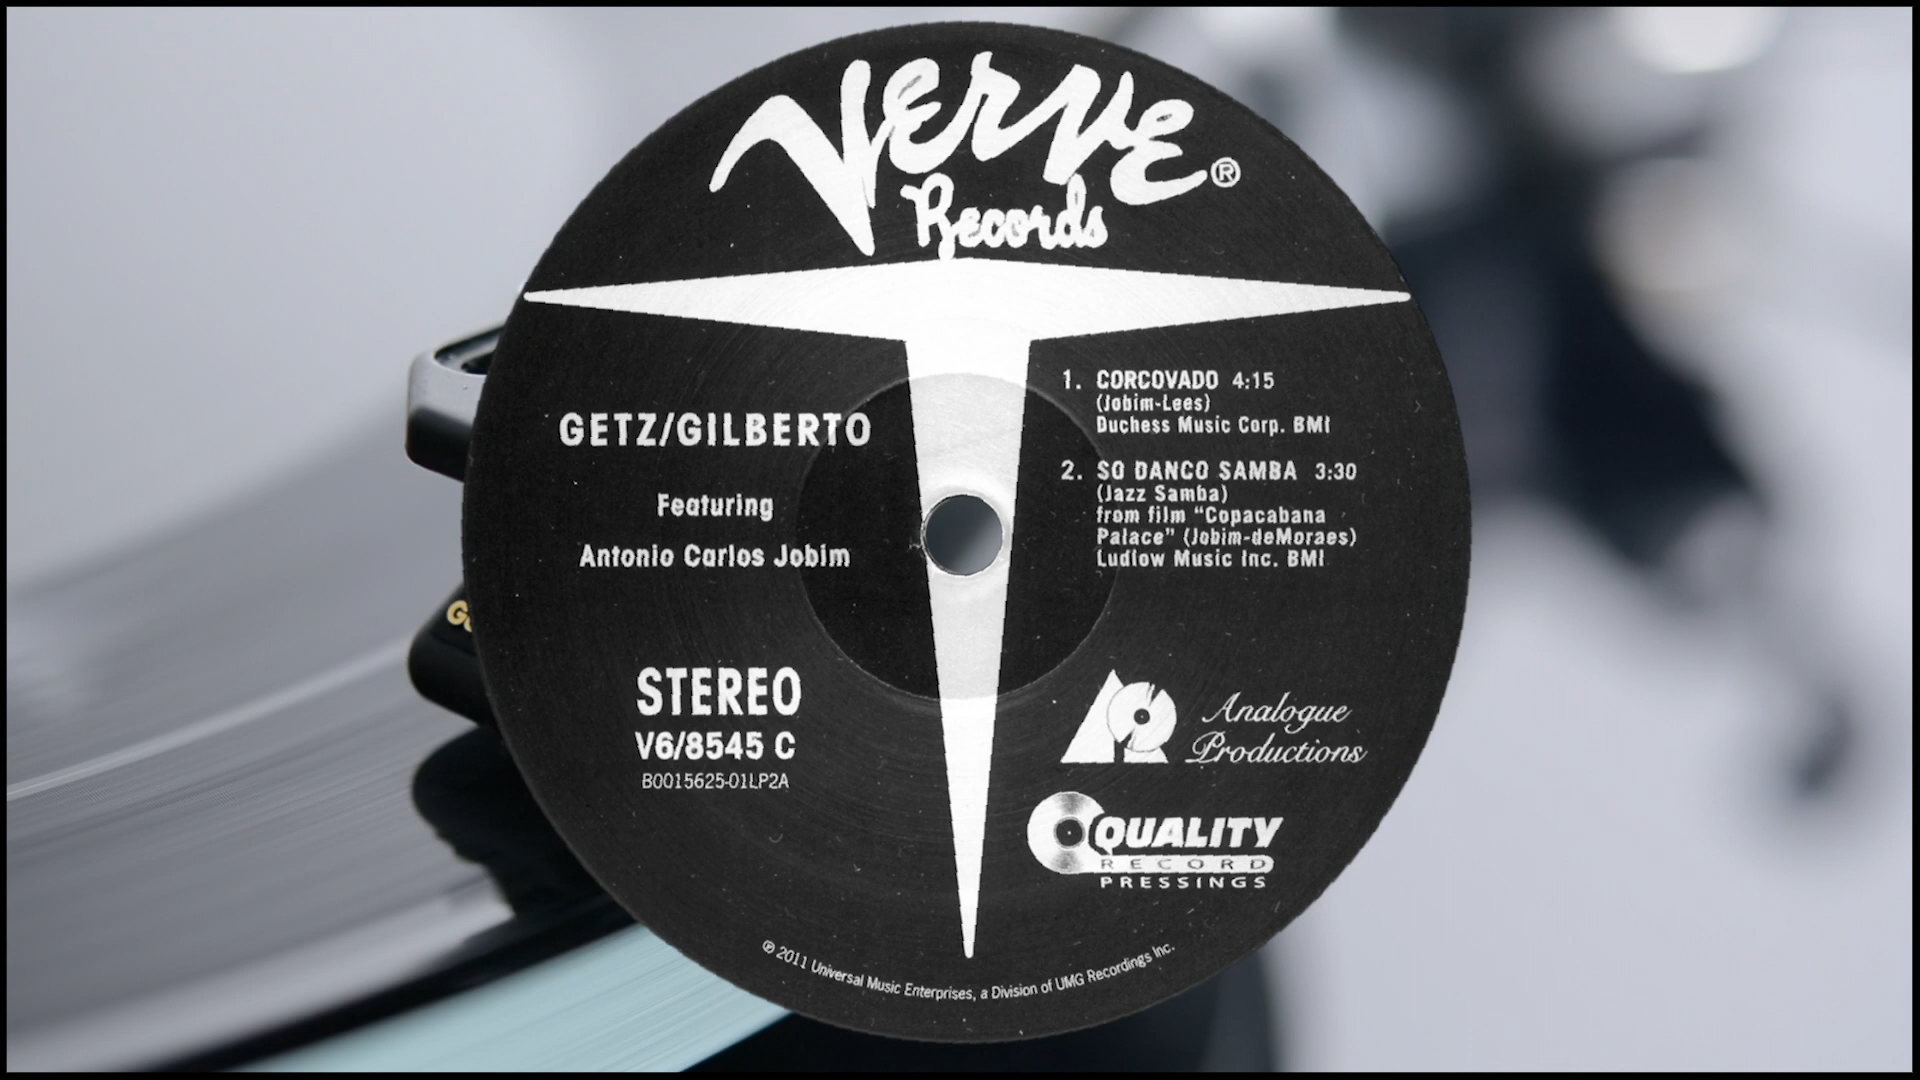 Verve®
Records
GETZ/GILBERTO
Featuring
Antonio Carlos Jobim
STEREO
V6/8545 C
B0015625-01LP2A
1. CORCOVADO 4:15
(Jobim-Lees)
Duchess Music Corp. BMI
2. SO DANCO SAMBA 3:30
(Jazz Samba)
from film “Copacabana
Palace” (Jobim-deMoraes)
Ludlow Music Inc. BMI
Analogue
Productions
QUALITY
RECORD
PRESSINGS
℗ 2011 Universal Music Enterprises, a Division of UMG Recordings Inc.